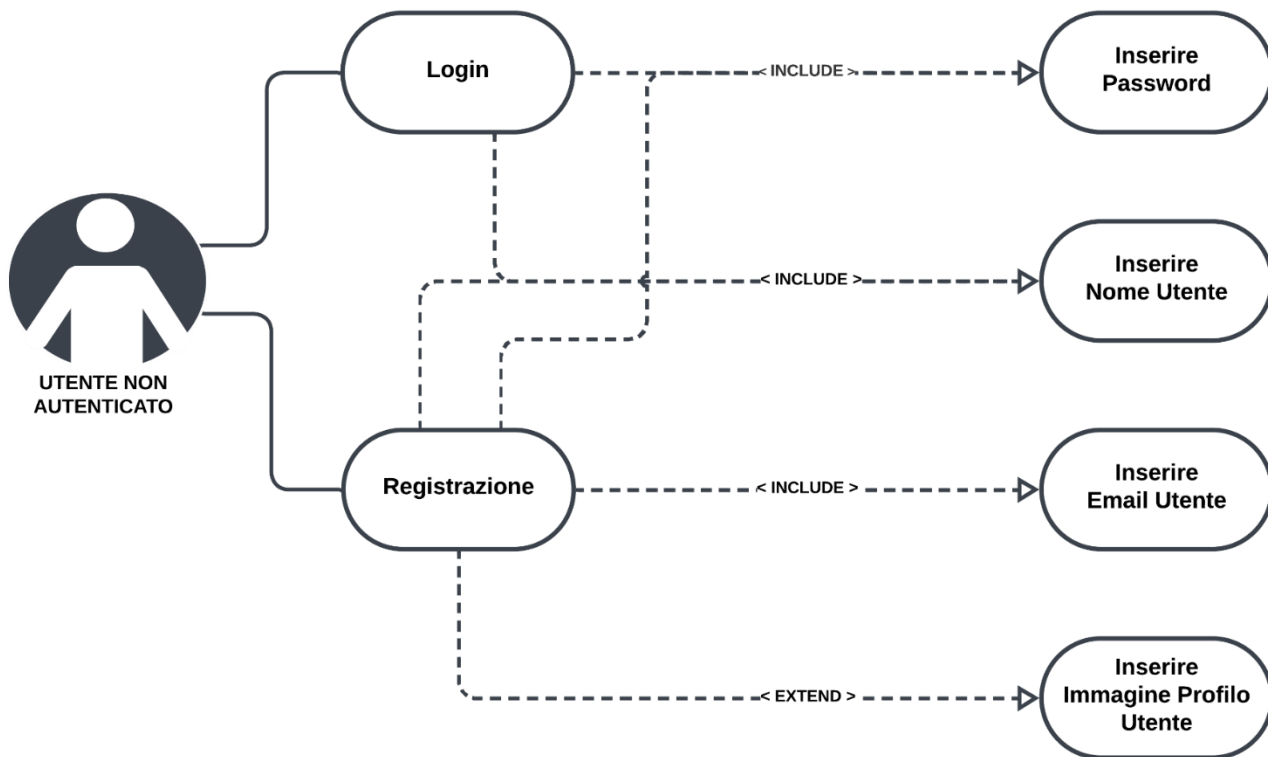 Login
< INCLUDE >
Inserire
Password
Inserire
Nome Utente
< INCLUDE >
UTENTE NON
AUTENTICATO
Registrazione
< INCLUDE >
Inserire
Email Utente
< EXTEND >
Inserire
Immagine Profilo
Utente